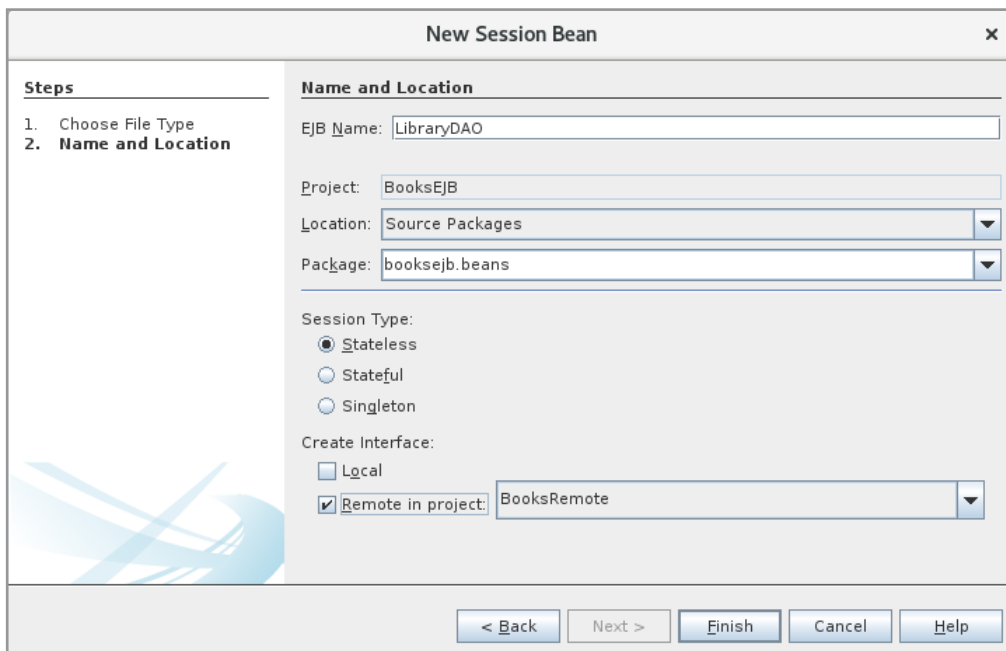 New Session Bean
×
Steps
1. Choose File Type
2. Name and Location
Name and Location
EJB Name: LibraryDAO
Project: BooksEJB
Location: Source Packages
Package: booksejb.beans
Session Type:
Stateless
Stateful
Singleton
Create Interface:
Local
Remote in project: BooksRemote
< Back Next > Finish Cancel Help